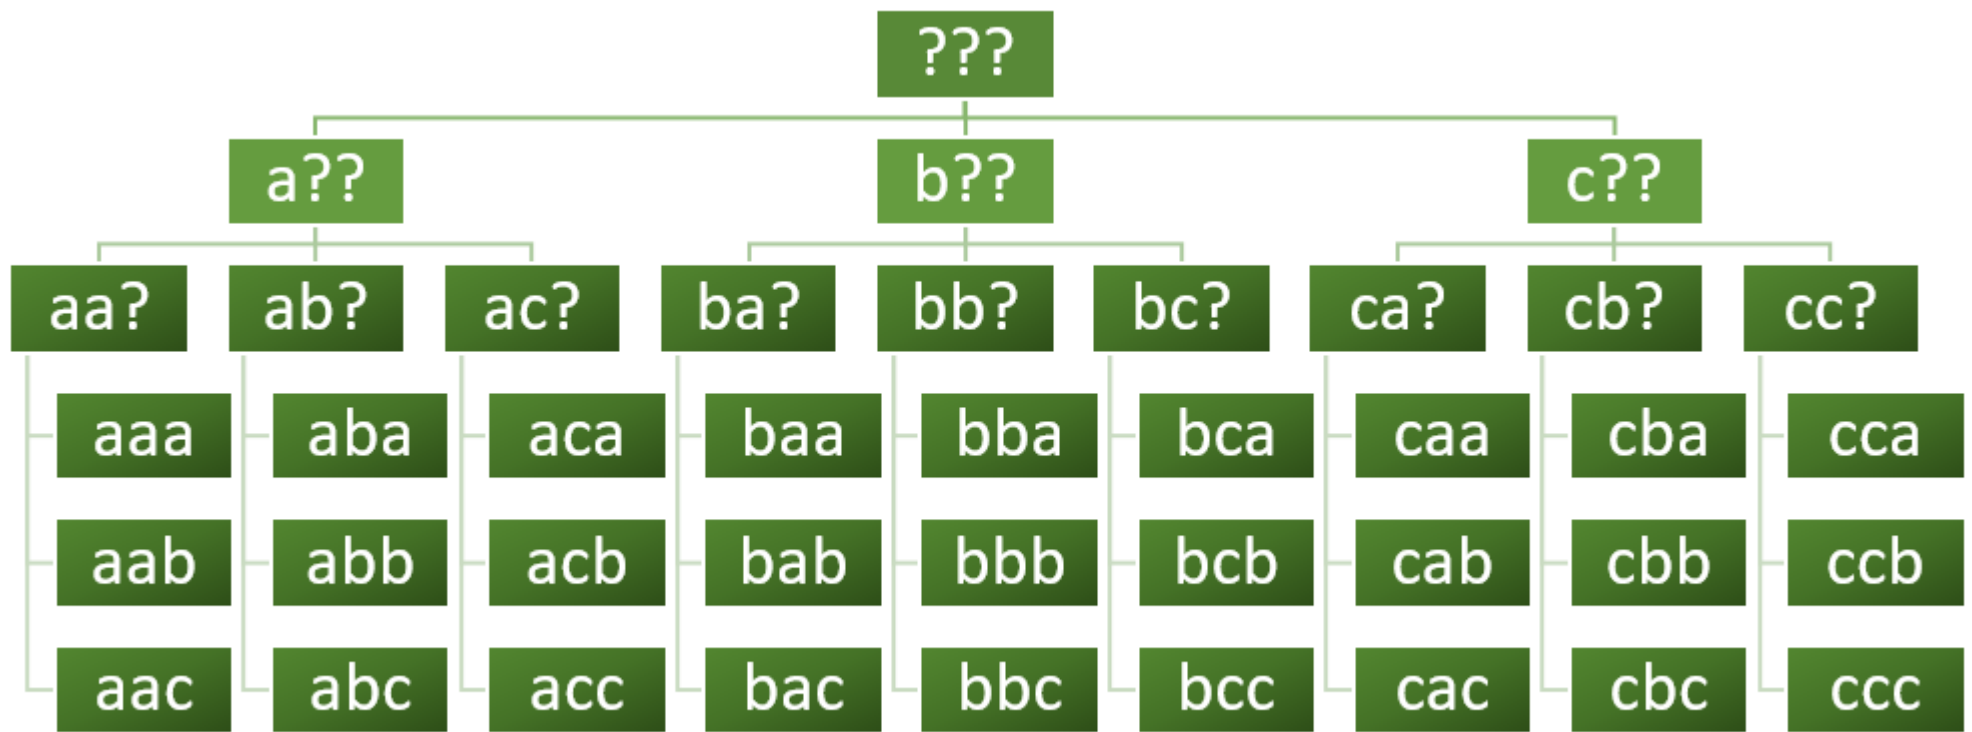 ???
a?? b?? c??
aa? ab? ac? ba? bb? bc? ca? cb? cc?
aaa aba aca baa bba bca caa cba cca
aab abb acb bab bbb bcb cab cbb ccb
aac abc acc bac bbc bcc cac cbc ccc